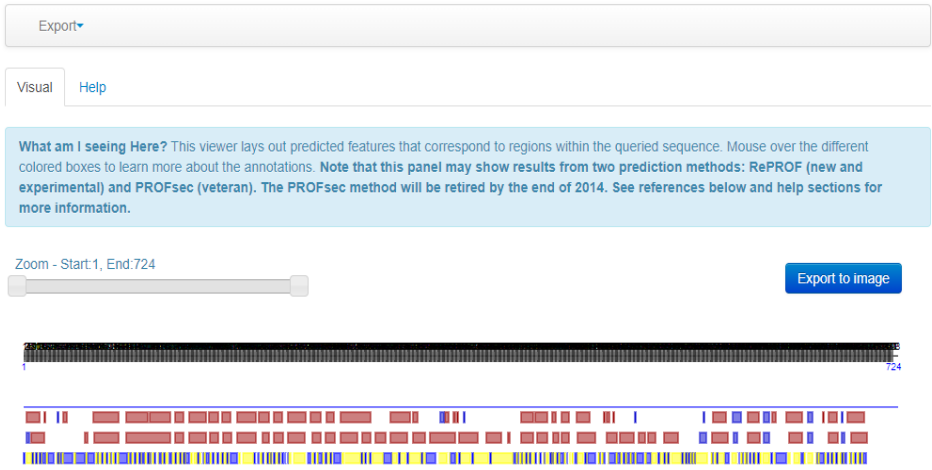 Export
Visual
Help
What am I seeing Here? This viewer lays out predicted features that correspond to regions within the queried sequence. Mouse over the different
colored boxes to learn more about the annotations. Note that this panel may show results from two prediction methods: RePROF (new and
experimental) and PROFsec (veteran). The PROFsec method will be retired by the end of 2014. See references below and help sections for
more information.
Zoom - Start:1, End:724
Export to image
1
724